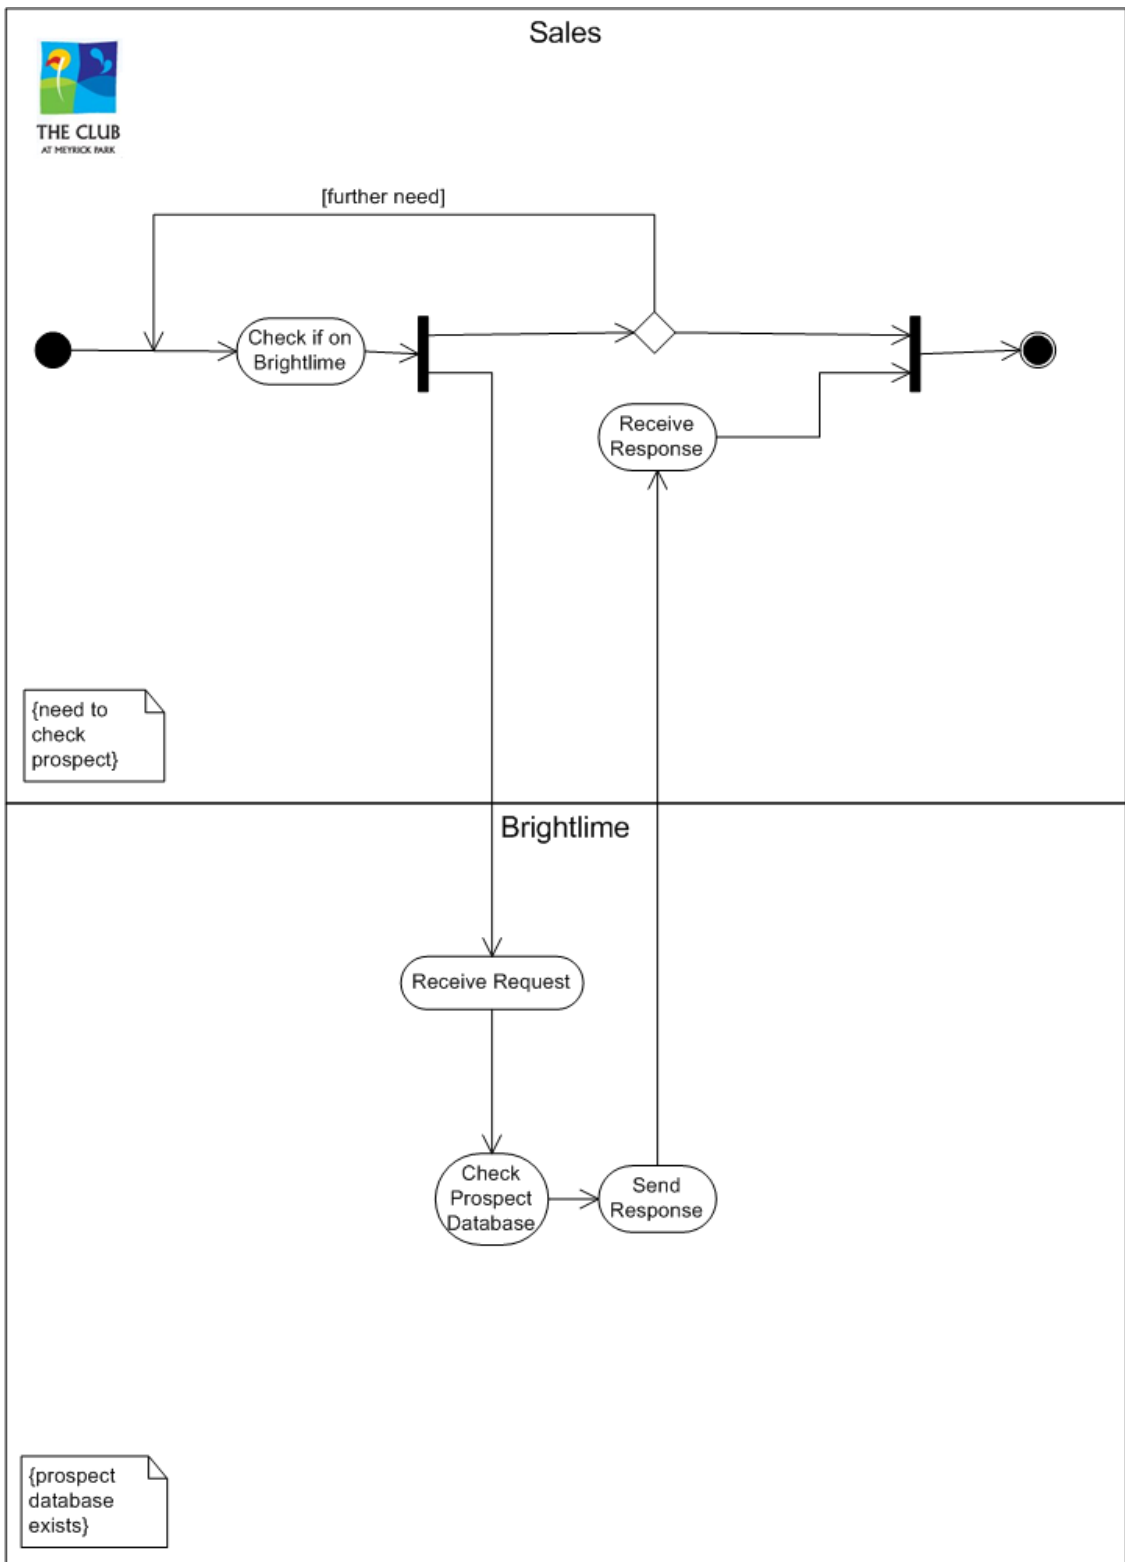 Sales
THE CLUB
AT MEYRICK PARK
[further need]
Check if on
Brightlime
Receive
Response
{need to
check
prospect}
Brightlime
Receive Request
Check
Prospect
Database
Send
Response
{prospect
database
exists}